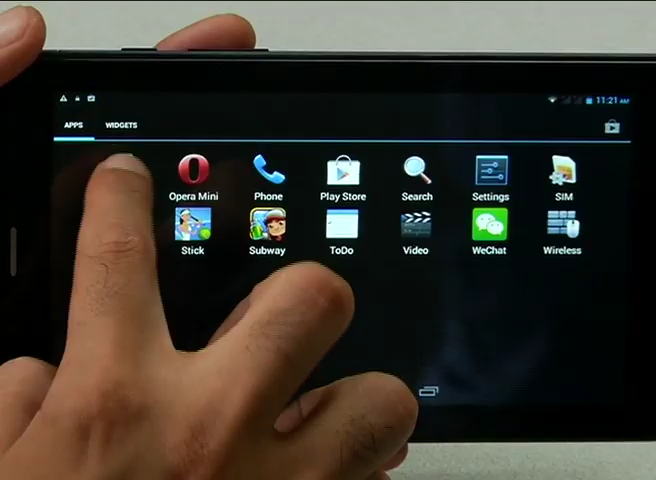 11:21 AM
APPS WIDGETS
Opera Mini Phone Play Store Search Settings SIM
Stick Subway ToDo Video WeChat Wireless